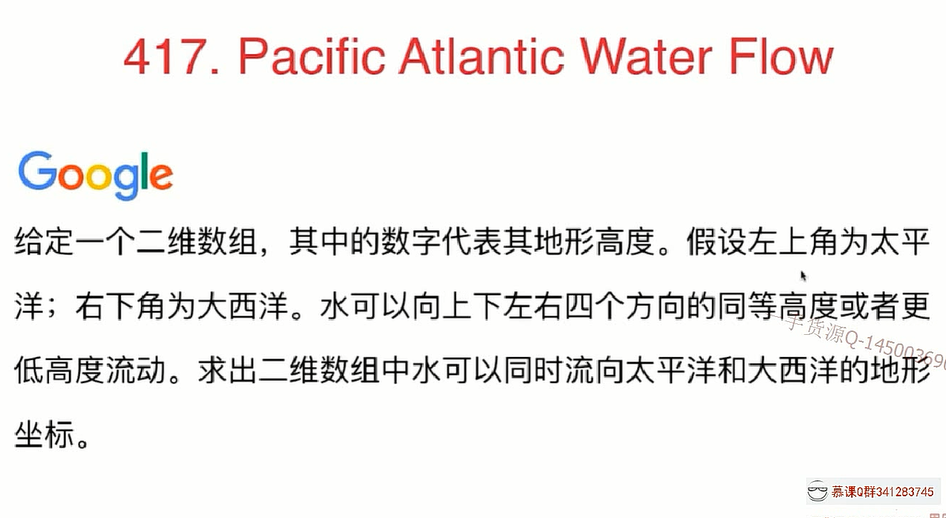 417. Pacific Atlantic Water Flow
Google
给定一个二维数组，其中的数字代表其地形高度。假设左上角为太平
洋；右下角为大西洋。水可以向上下左右四个方向的同等高度或者更
低高度流动。求出二维数组中水可以同时流向太平洋和大西洋的地形
坐标。
手货源Q-14500369
慕课Q群341283745